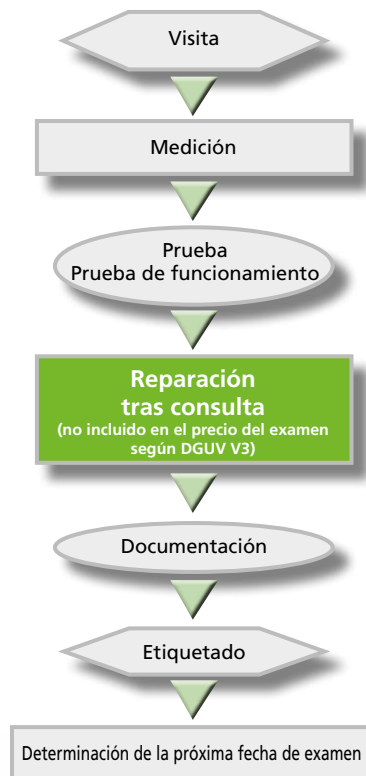 Visita
Medición
Prueba
Prueba de funcionamiento
Reparación
tras consulta
(no incluido en el precio del examen
según DGUV V3)
Documentación
Etiquetado
Determinación de la próxima fecha de examen